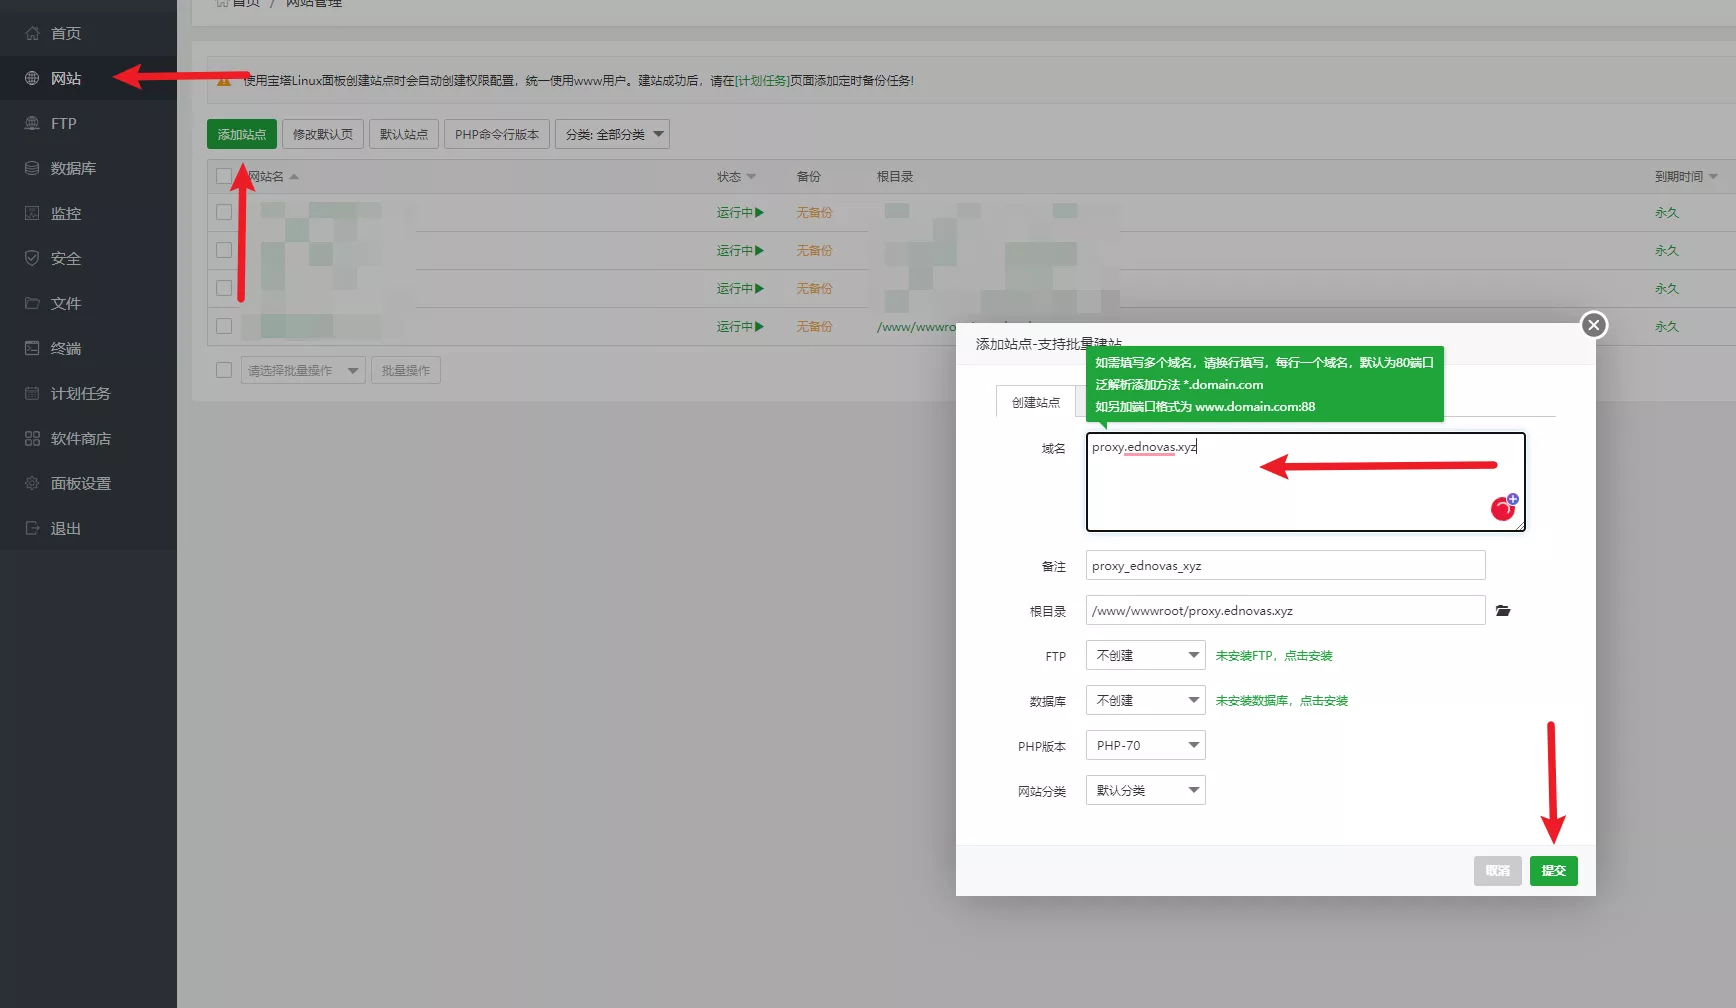 首页 / 网站管理
首页
网站
FTP
数据库
监控
安全
文件
终端
计划任务
软件商店
面板设置
退出
使用宝塔Linux面板创建站点时会自动创建权限配置，统一使用www用户。建站成功后，请在[计划任务]页面添加定时备份任务!
添加站点 修改默认页 默认站点 PHP命令行版本 分类: 全部分类
网站名 状态 备份 根目录 到期时间
运行中 无备份 永久
运行中 无备份 永久
运行中 无备份 永久
运行中 无备份 /www/wwwro 永久
请选择批量操作 批量操作
添加站点-支持批量建站
如需填写多个域名，请换行填写，每行一个域名，默认为80端口
泛解析添加方法 *.domain.com
如另加端口格式为 www.domain.com:88
创建站点
域名 proxy.ednovas.xyz
备注 proxy_ednovas_xyz
根目录 /www/wwwroot/proxy.ednovas.xyz
FTP 不创建 未安装FTP，点击安装
数据库 不创建 未安装数据库，点击安装
PHP版本 PHP-70
网站分类 默认分类
取消 提交